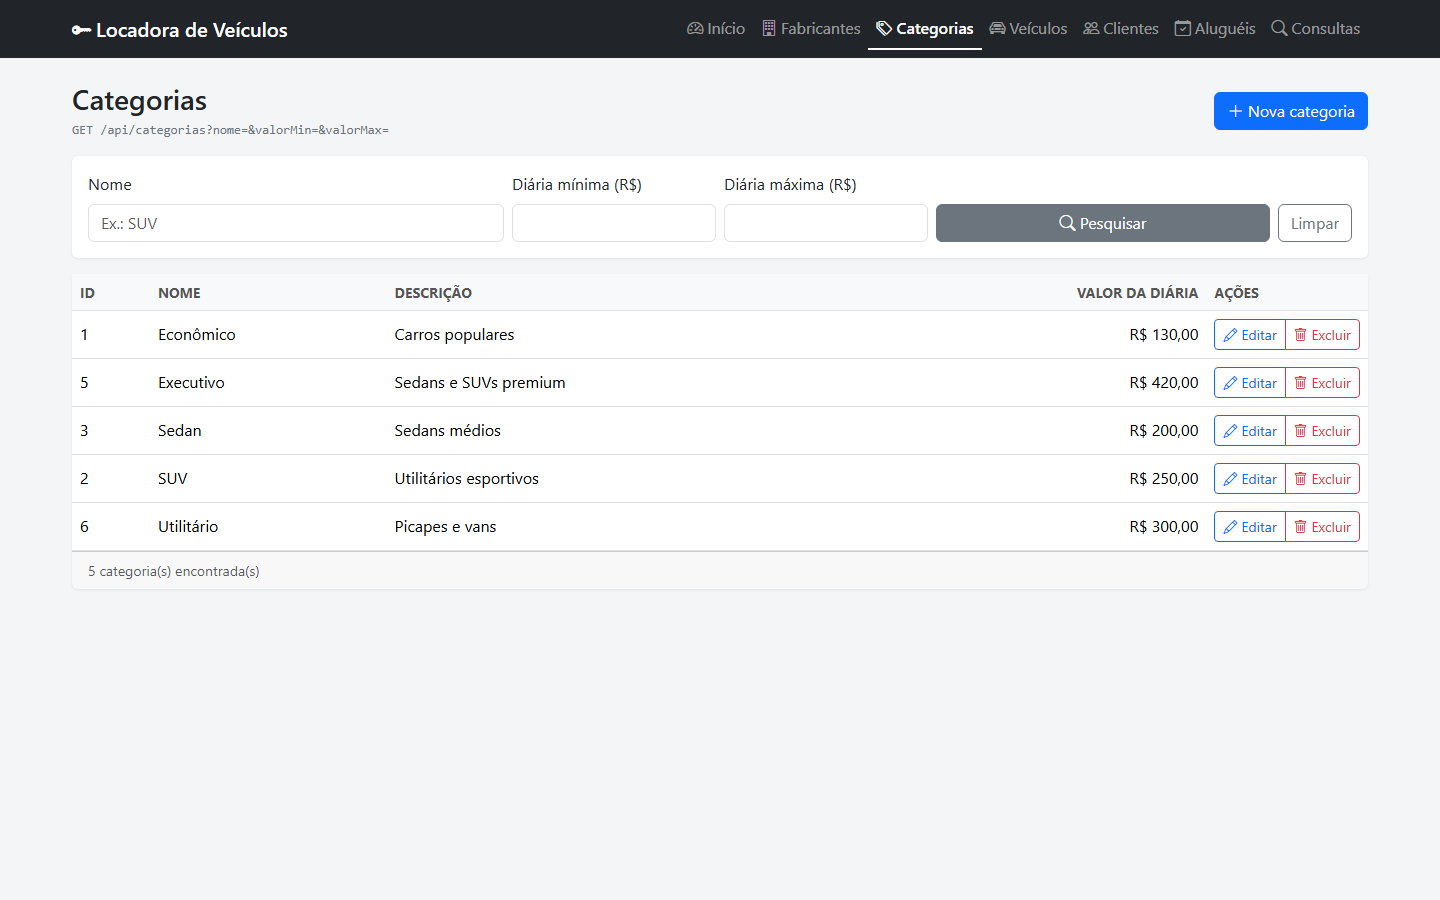 Locadora de Veículos Início Fabricantes Categorias Veículos Clientes Aluguéis Consultas
Categorias
GET /api/categorias?nome=&valorMin=&valorMax=
+ Nova categoria
Nome Diária mínima (R$) Diária máxima (R$)
Ex.: SUV Pesquisar Limpar
ID NOME DESCRIÇÃO VALOR DA DIÁRIA AÇÕES
1 Econômico Carros populares R$ 130,00 Editar Excluir
5 Executivo Sedans e SUVs premium R$ 420,00 Editar Excluir
3 Sedan Sedans médios R$ 200,00 Editar Excluir
2 SUV Utilitários esportivos R$ 250,00 Editar Excluir
6 Utilitário Picapes e vans R$ 300,00 Editar Excluir
5 categoria(s) encontrada(s)